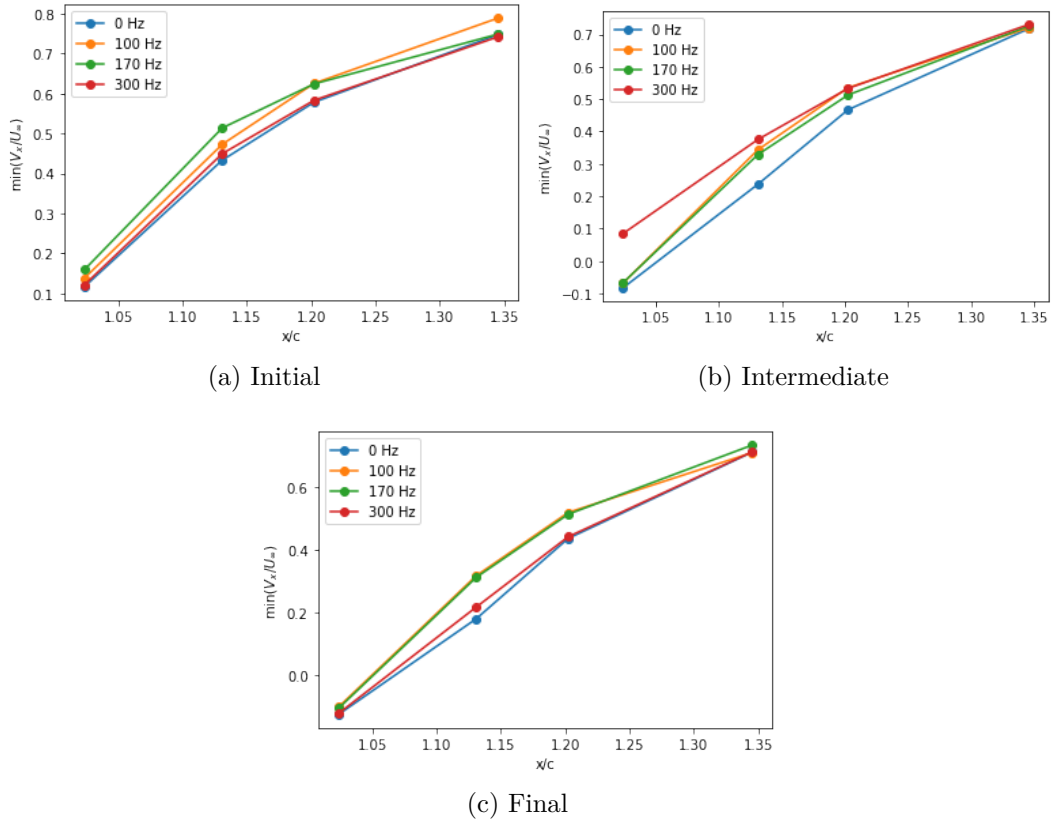 0.8
0.7
0.6
0.5
0.4
0.3
0.2
0.1
min(Vₓ/U∞)
0 Hz
100 Hz
170 Hz
300 Hz
1.05 1.10 1.15 1.20 1.25 1.30 1.35
x/c
(a) Initial
0.7
0.6
0.5
0.4
0.3
0.2
0.1
0.0
−0.1
min(Vₓ/U∞)
0 Hz
100 Hz
170 Hz
300 Hz
1.05 1.10 1.15 1.20 1.25 1.30 1.35
x/c
(b) Intermediate
0.6
0.4
0.2
0.0
min(Vₓ/U∞)
0 Hz
100 Hz
170 Hz
300 Hz
1.05 1.10 1.15 1.20 1.25 1.30 1.35
x/c
(c) Final